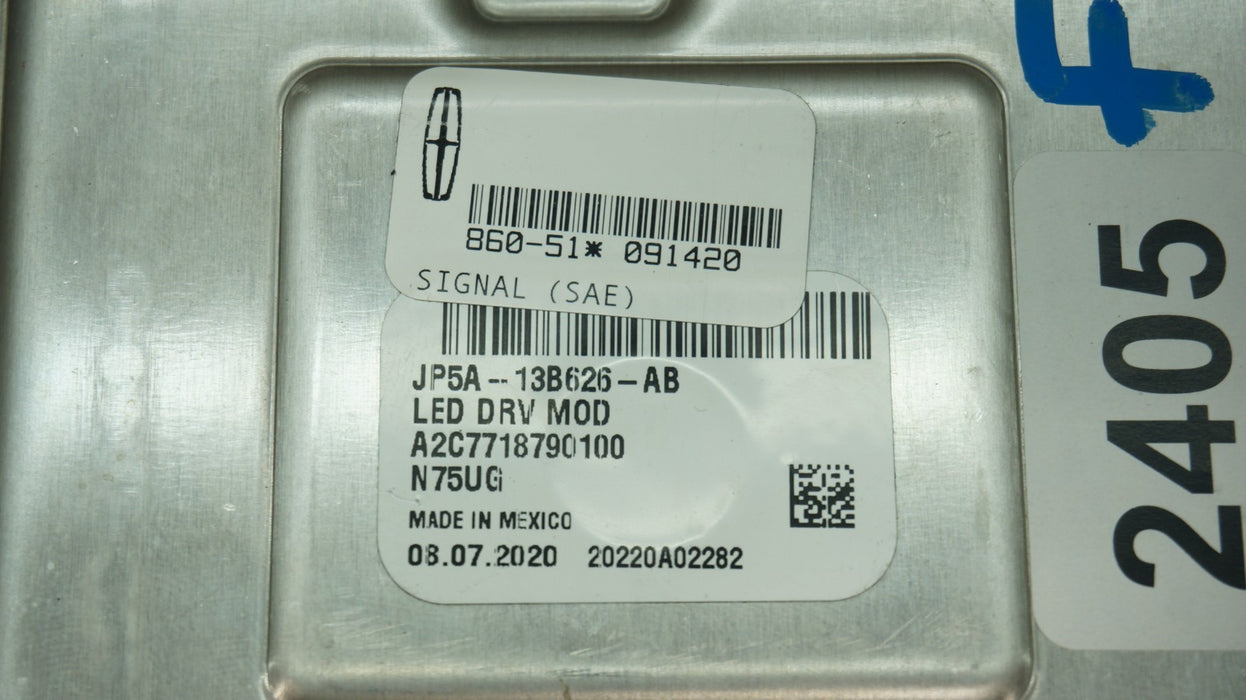 860-51* 091420
SIGNAL (SAE)
JP5A--13B626-AB
LED DRV MOD
A2C7718790100
N75UG
MADE IN MEXICO
08.07.2020 20220A02282
2405